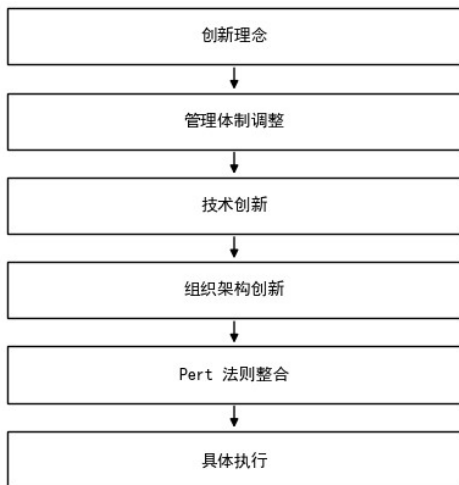 创新理念
管理体制调整
技术创新
组织架构创新
Pert 法则整合
具体执行